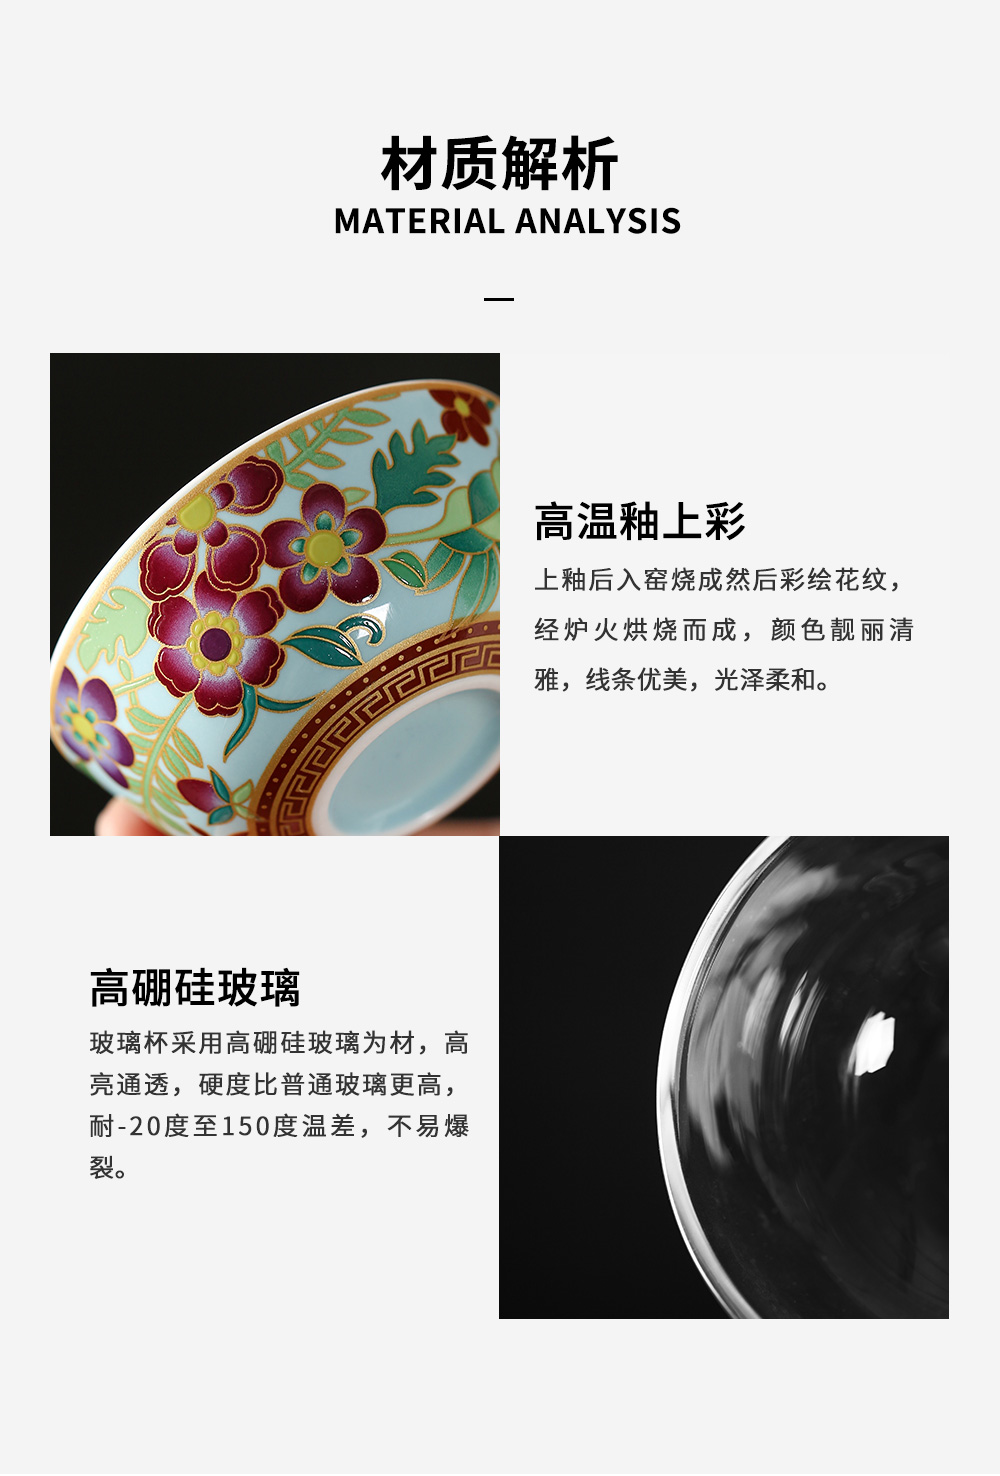 材质解析
MATERIAL ANALYSIS
高温釉上彩
上釉后入窑烧成然后彩绘花纹，
经炉火烘烧而成，颜色靓丽清
雅，线条优美，光泽柔和。
高硼硅玻璃
玻璃杯采用高硼硅玻璃为材，高
亮通透，硬度比普通玻璃更高，
耐-20度至150度温差，不易爆
裂。